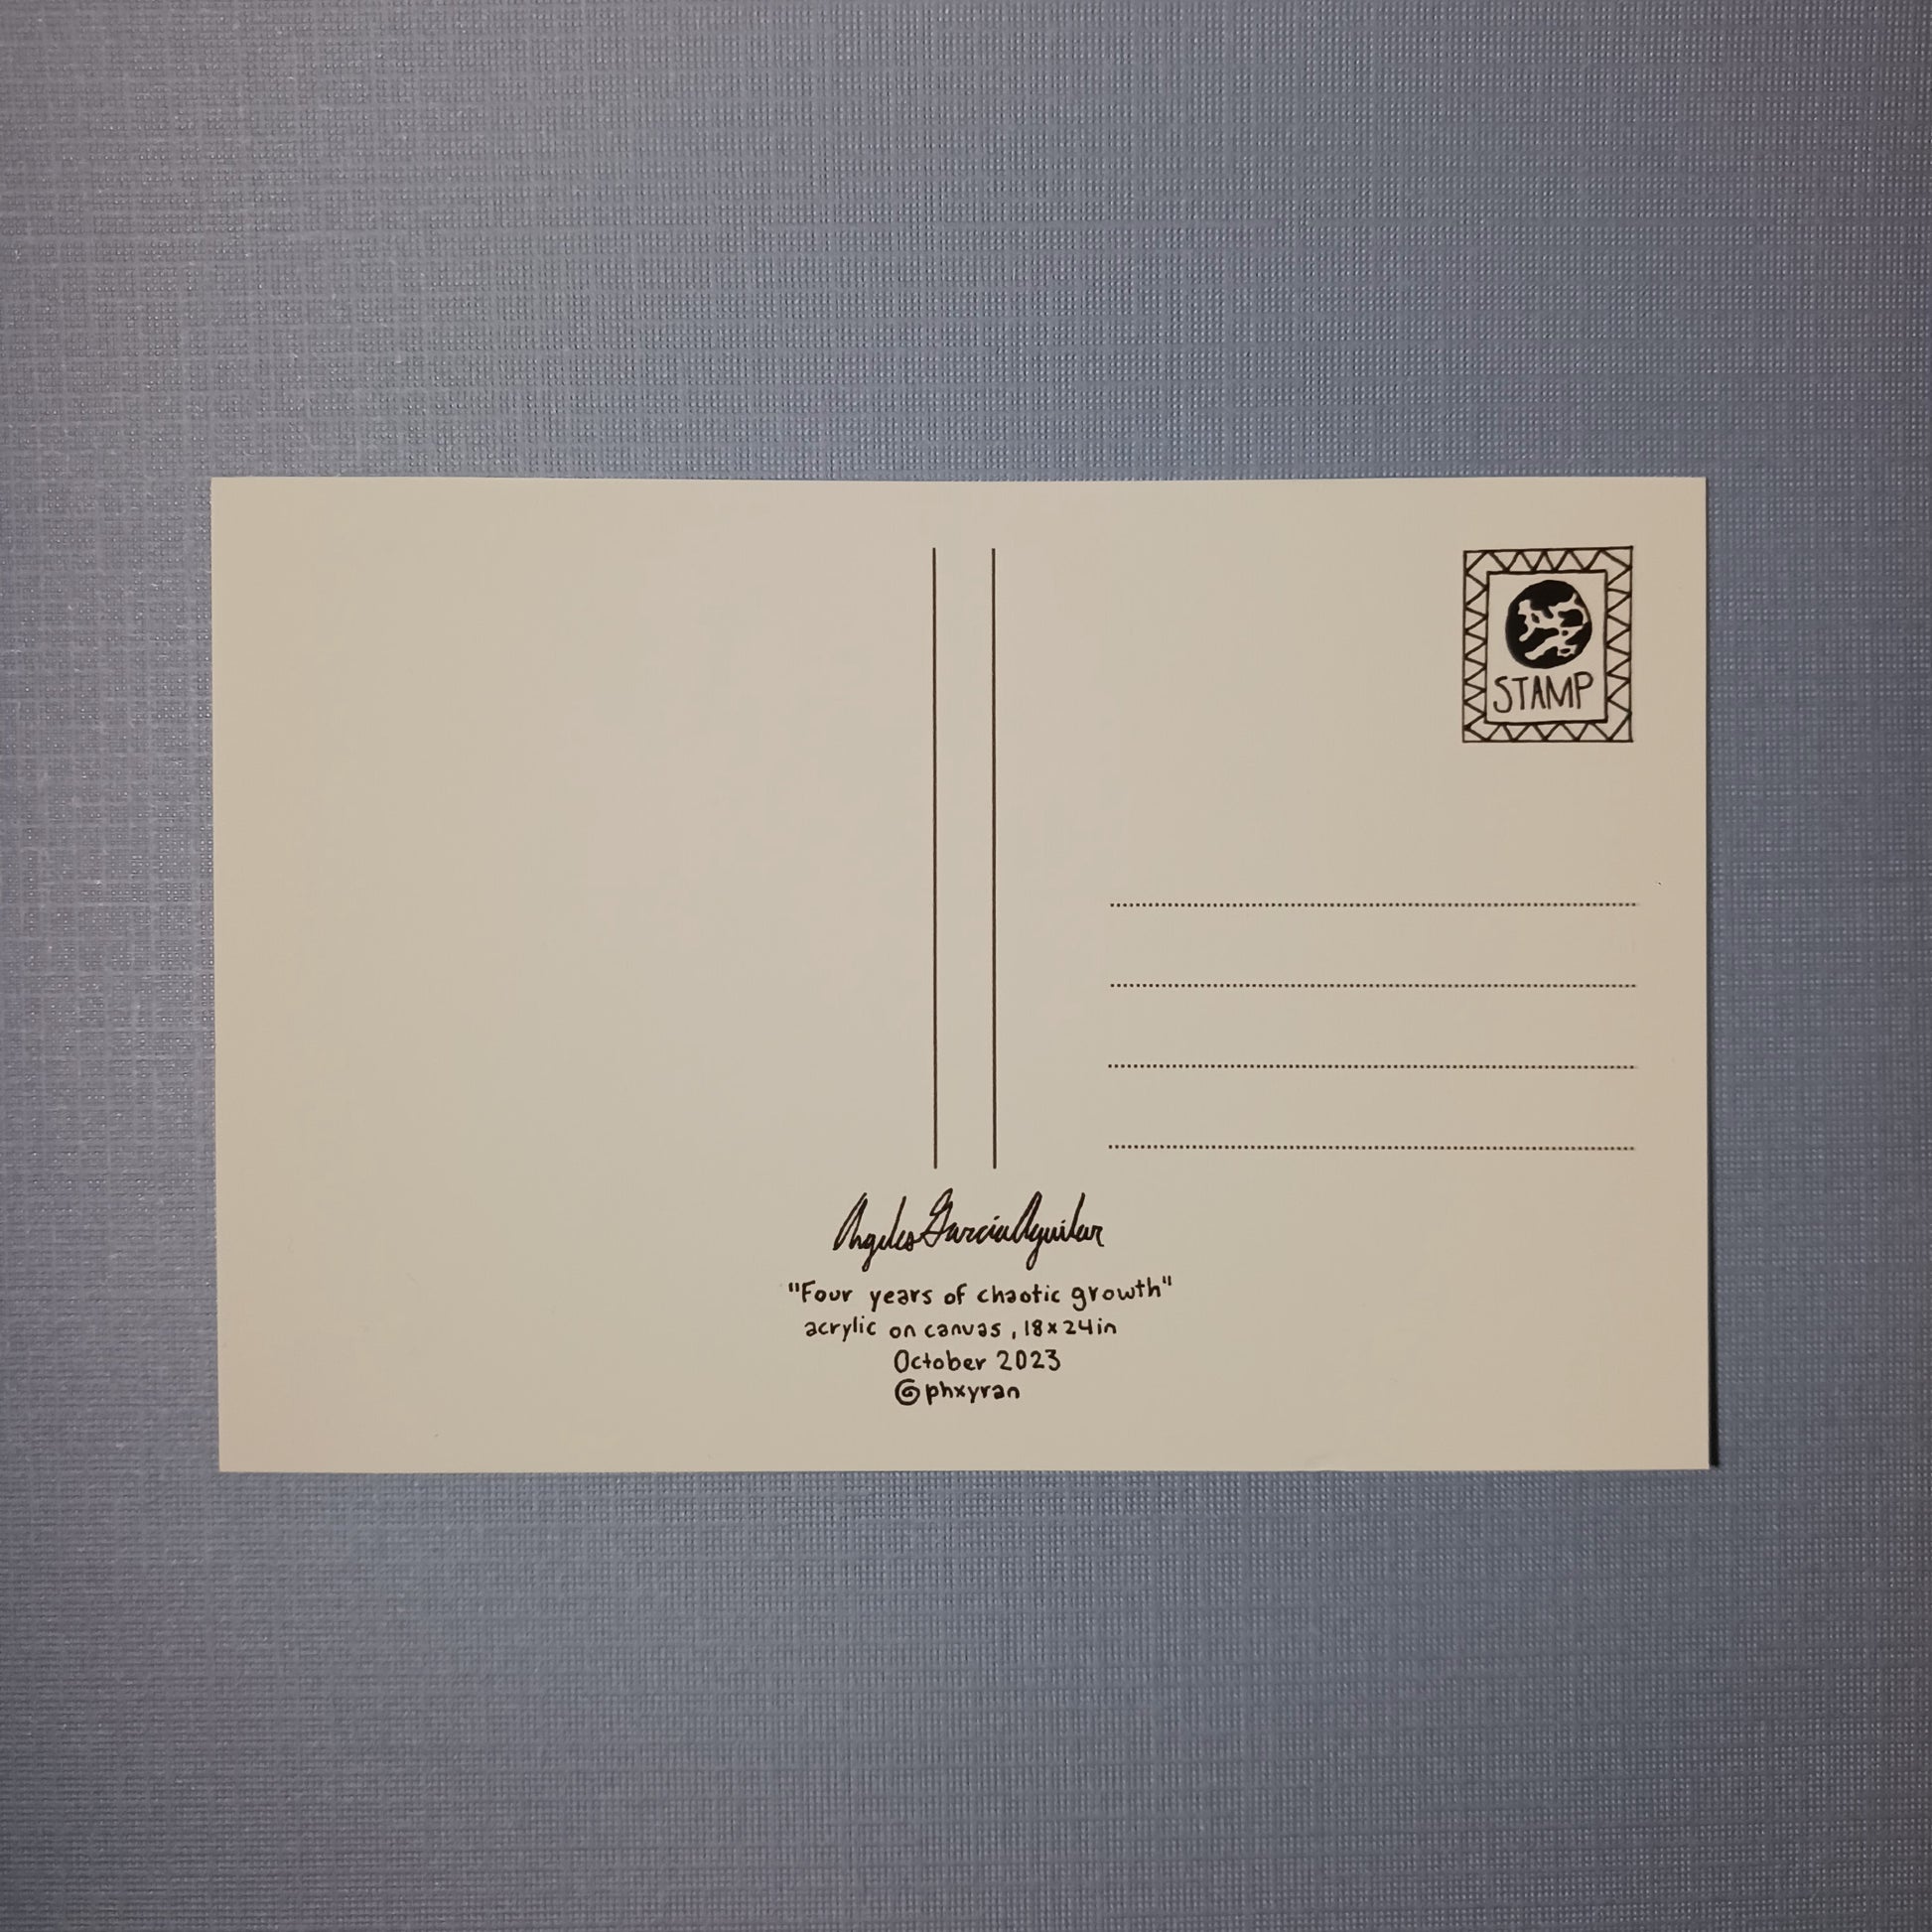 STAMP
Angeles Garcia Aguilar
"Four years of chaotic growth"
acrylic on canvas, 18x24in
October 2023
@phxyran